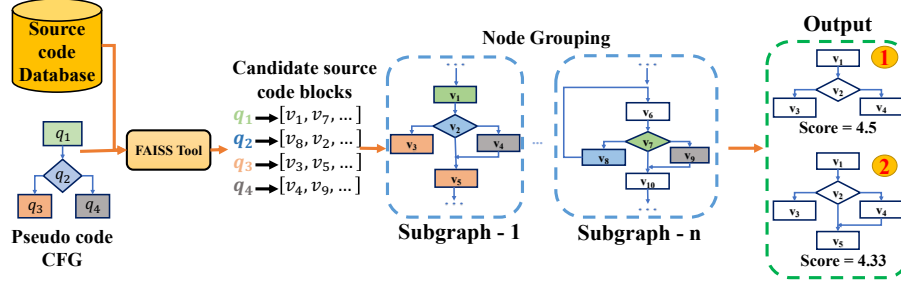 Source
code
Database
q1
q2
q3
q4
Pseudo code
CFG
FAISS Tool
Candidate source
code blocks
q1 → [v1, v7, ...]
q2 → [v8, v2, ...]
q3 → [v3, v5, ...]
q4 → [v4, v9, ...]
Node Grouping
...
v1
v2
v3
v4
v5
...
Subgraph - 1
...
...
v6
v7
v8
v9
v10
...
Subgraph - n
Output
1
v1
v2
v3
v4
Score = 4.5
2
v1
v2
v3
v4
v5
Score = 4.33